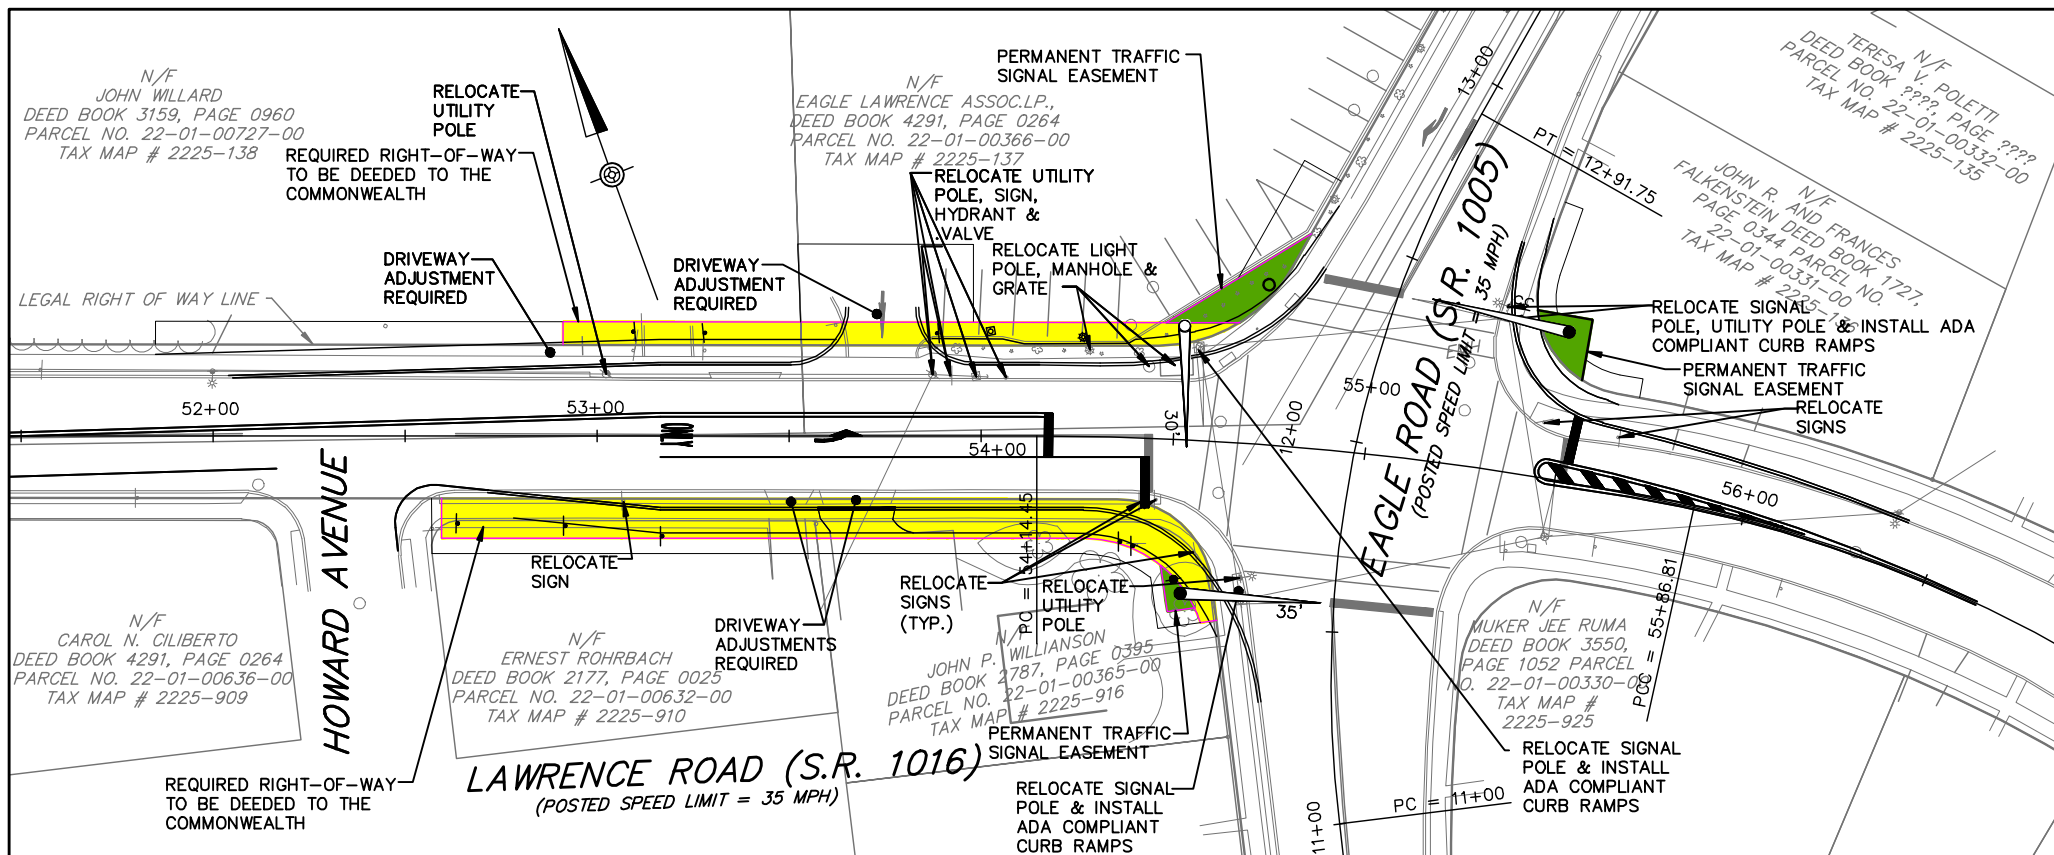 N/F
JOHN WILLARD
DEED BOOK 3159, PAGE 0960
PARCEL NO. 22-01-00727-00
TAX MAP # 2225-138
RELOCATE
UTILITY
POLE
REQUIRED RIGHT-OF-WAY
TO BE DEEDED TO THE
COMMONWEALTH
DRIVEWAY
ADJUSTMENT
REQUIRED
LEGAL RIGHT OF WAY LINE
DRIVEWAY
ADJUSTMENT
REQUIRED
N/F
EAGLE LAWRENCE ASSOC.LP.,
DEED BOOK 4291, PAGE 0264
PARCEL NO. 22-01-00366-00
TAX MAP # 2225-137
PERMANENT TRAFFIC
SIGNAL EASEMENT
RELOCATE UTILITY
POLE, SIGN,
HYDRANT &
.VALVE
RELOCATE LIGHT
POLE, MANHOLE &
GRATE
13+00
PT = 12+91.75
N/F
TERESA V. POLETTI
DEED BOOK ????, PAGE ????
PARCEL NO. 22-01-00332-00
TAX MAP # 2225-135
N/F
JOHN R. AND FRANCES
FALKENSTEIN DEED BOOK 1727,
PAGE 0344 PARCEL NO.
22-01-00331-00
TAX MAP # 2225-136
RELOCATE SIGNAL
POLE, UTILITY POLE & INSTALL ADA
COMPLIANT CURB RAMPS
PERMANENT TRAFFIC
SIGNAL EASEMENT
RELOCATE
SIGNS
EAGLE ROAD (S.R. 1005)
(POSTED SPEED LIMIT = 35 MPH)
52+00
53+00
54+00
55+00
56+00
12+00
30'
35'
PC = 54+14.45
PCC = 55+86.81
HOWARD AVENUE
RELOCATE
SIGN
DRIVEWAY
ADJUSTMENTS
REQUIRED
RELOCATE
SIGNS
(TYP.)
RELOCATE
UTILITY
POLE
N/F
CAROL N. CILIBERTO
DEED BOOK 4291, PAGE 0264
PARCEL NO. 22-01-00636-00
TAX MAP # 2225-909
N/F
ERNEST ROHRBACH
DEED BOOK 2177, PAGE 0025
PARCEL NO. 22-01-00632-00
TAX MAP # 2225-910
N/F
JOHN P. WILLIANSON
DEED BOOK 2787, PAGE 0395
PARCEL NO. 22-01-00365-00
TAX MAP # 2225-916
N/F
MUKER JEE RUMA
DEED BOOK 3550,
PAGE 1052 PARCEL
NO. 22-01-00330-00
TAX MAP #
2225-925
PERMANENT TRAFFIC
SIGNAL EASEMENT
RELOCATE SIGNAL
POLE & INSTALL
ADA COMPLIANT
CURB RAMPS
RELOCATE SIGNAL
POLE & INSTALL
ADA COMPLIANT
CURB RAMPS
REQUIRED RIGHT-OF-WAY
TO BE DEEDED TO THE
COMMONWEALTH
LAWRENCE ROAD (S.R. 1016)
(POSTED SPEED LIMIT = 35 MPH)
PC = 11+00
11+00